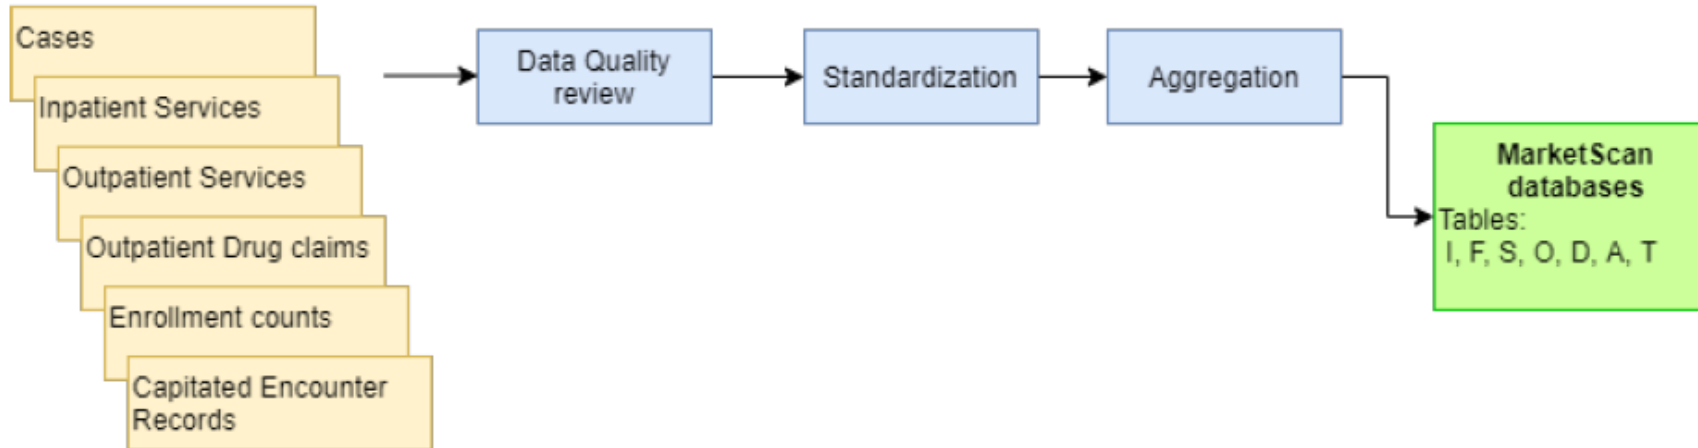 Cases
Inpatient Services
Outpatient Services
Outpatient Drug claims
Enrollment counts
Capitated Encounter
Records
Data Quality
review
Standardization
Aggregation
MarketScan
databases
Tables:
I, F, S, O, D, A, T